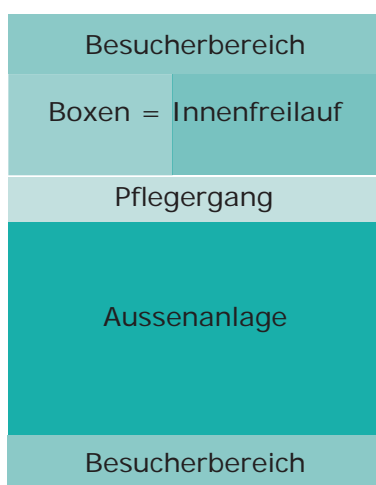 Besucherbereich
Boxen = Innenfreilauf
Pflegergang
Aussenanlage
Besucherbereich